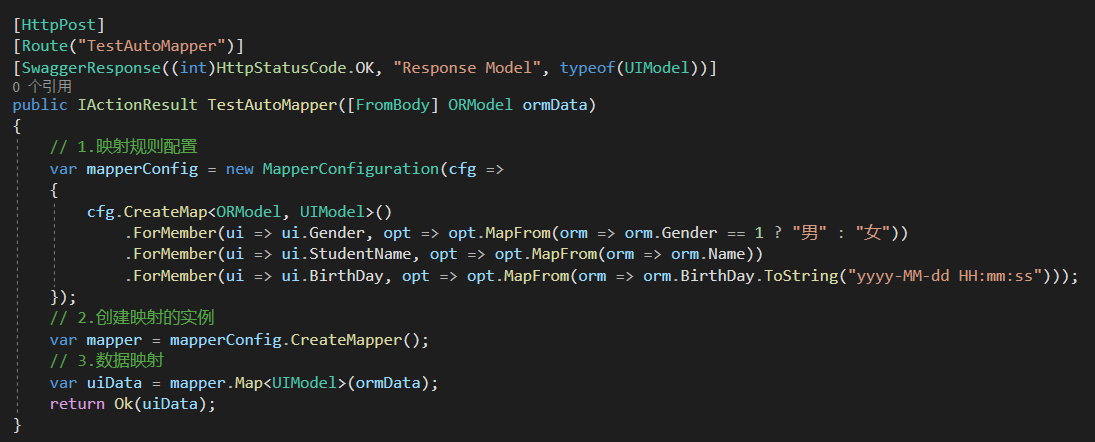 [HttpPost]
[Route("TestAutoMapper")]
[SwaggerResponse((int)HttpStatusCode.OK, "Response Model", typeof(UIModel))]
0 个引用
public IActionResult TestAutoMapper([FromBody] ORModel ormData)
{
    // 1.映射规则配置
    var mapperConfig = new MapperConfiguration(cfg =>
    {
        cfg.CreateMap<ORModel, UIModel>()
            .ForMember(ui => ui.Gender, opt => opt.MapFrom(orm => orm.Gender == 1 ? "男" : "女"))
            .ForMember(ui => ui.StudentName, opt => opt.MapFrom(orm => orm.Name))
            .ForMember(ui => ui.BirthDay, opt => opt.MapFrom(orm => orm.BirthDay.ToString("yyyy-MM-dd HH:mm:ss")));
    });
    // 2.创建映射的实例
    var mapper = mapperConfig.CreateMapper();
    // 3.数据映射
    var uiData = mapper.Map<UIModel>(ormData);
    return Ok(uiData);
}